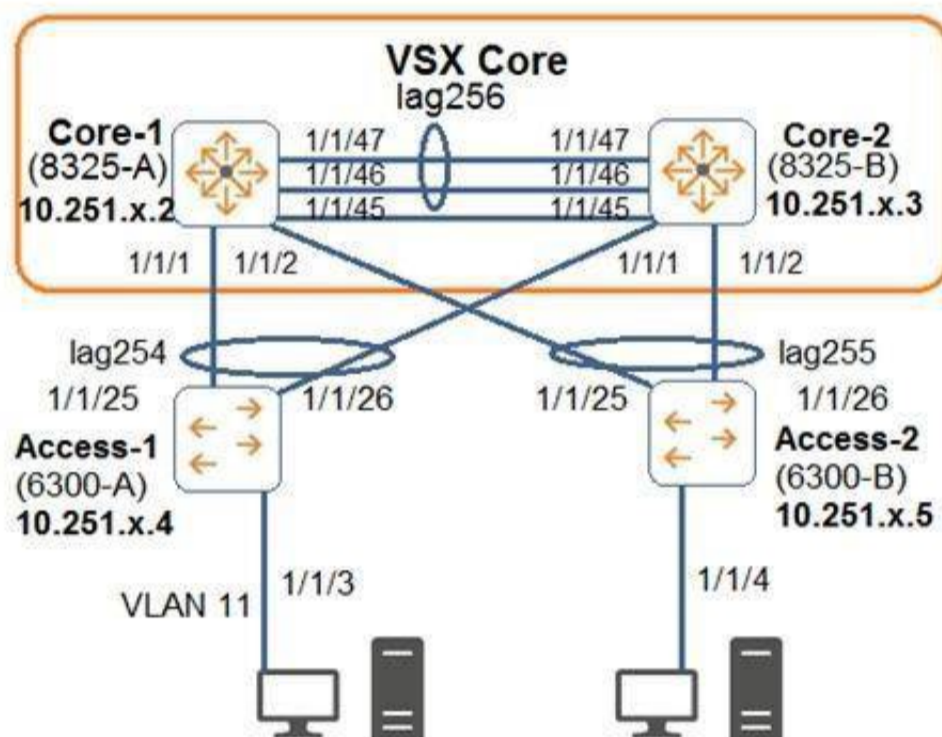 VSX Core
lag256
Core-1
(8325-A)
10.251.x.2
1/1/47
1/1/46
1/1/45
1/1/47
1/1/46
1/1/45
Core-2
(8325-B)
10.251.x.3
1/1/1
1/1/2
1/1/1
1/1/2
lag254
lag255
1/1/25
1/1/26
1/1/25
1/1/26
Access-1
(6300-A)
10.251.x.4
Access-2
(6300-B)
10.251.x.5
VLAN 11
1/1/3
1/1/4